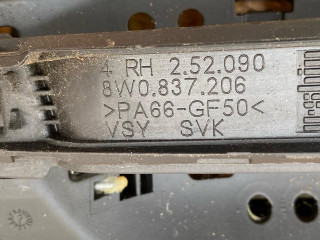 4 RH 2.52.090
8W0.837.206
>PA66-GF50<
VSY SVK